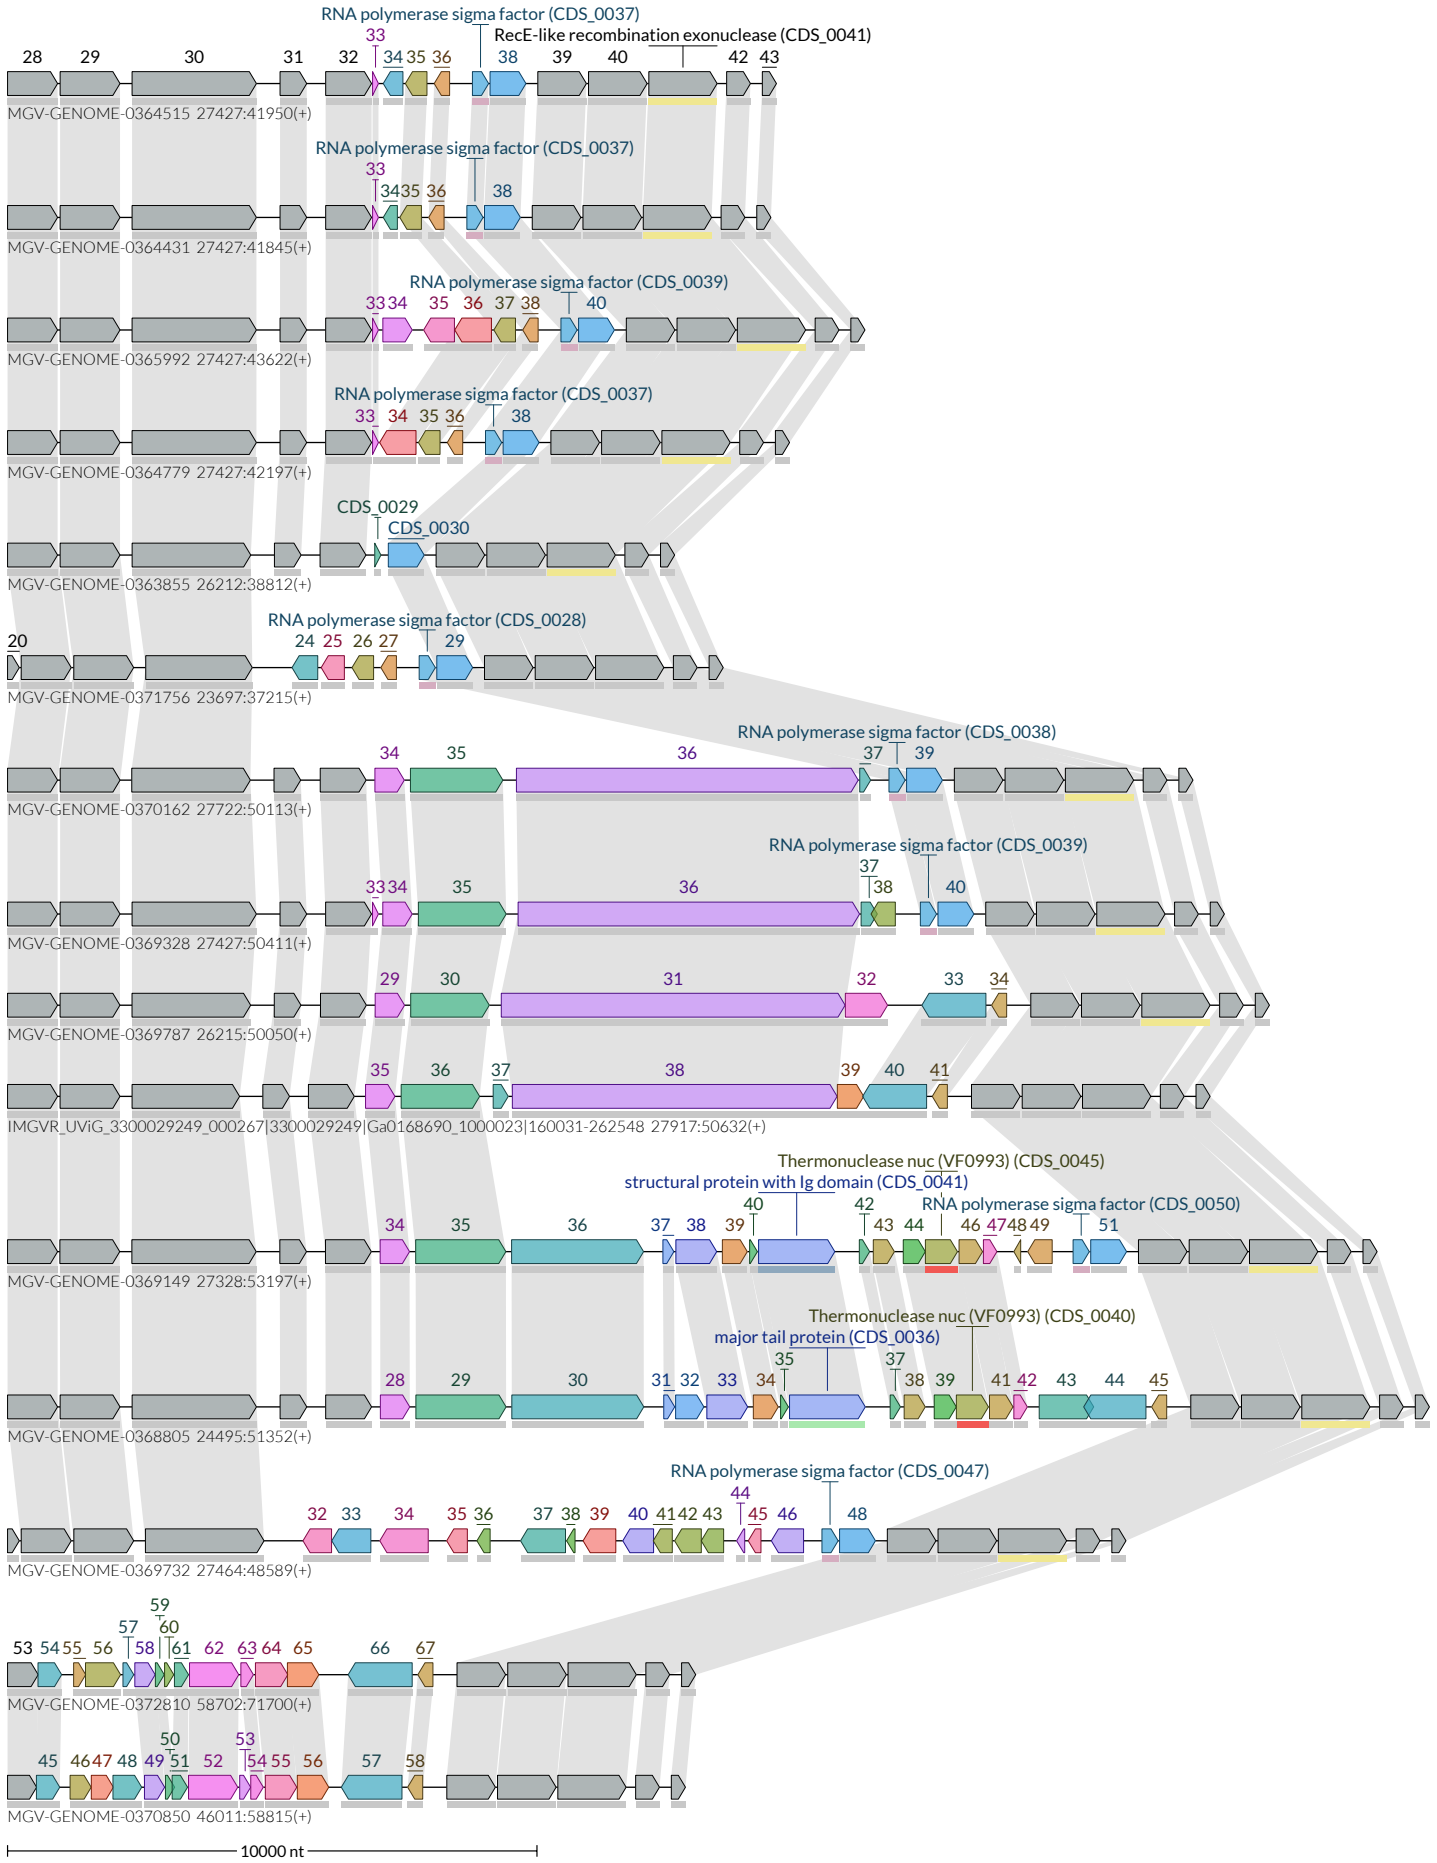 RNA polymerase sigma factor (CDS_0037)
RecE-like recombination exonuclease (CDS_0041)
28 29 30 31 32 33 34 35 36 38 39 40 42 43
MGV-GENOME-0364515 27427:41950(+)
RNA polymerase sigma factor (CDS_0037)
33
34 35 36 38
MGV-GENOME-0364431 27427:41845(+)
RNA polymerase sigma factor (CDS_0039)
33 34 35 36 37 38 40
MGV-GENOME-0365992 27427:43622(+)
RNA polymerase sigma factor (CDS_0037)
33 34 35 36 38
MGV-GENOME-0364779 27427:42197(+)
CDS_0029
CDS_0030
MGV-GENOME-0363855 26212:38812(+)
RNA polymerase sigma factor (CDS_0028)
20 24 25 26 27 29
MGV-GENOME-0371756 23697:37215(+)
RNA polymerase sigma factor (CDS_0038)
34 35 36 37 39
MGV-GENOME-0370162 27722:50113(+)
RNA polymerase sigma factor (CDS_0039)
37
33 34 35 36 38 40
MGV-GENOME-0369328 27427:50411(+)
29 30 31 32 33 34
MGV-GENOME-0369787 26215:50050(+)
35 36 37 38 39 40 41
IMGVR_UViG_3300029249_000267|3300029249|Ga0168690_1000023|160031-262548 27917:50632(+)
Thermonuclease nuc (VF0993) (CDS_0045)
structural protein with Ig domain (CDS_0041)
40 42 RNA polymerase sigma factor (CDS_0050)
34 35 36 37 38 39 43 44 46 47 48 49 51
MGV-GENOME-0369149 27328:53197(+)
Thermonuclease nuc (VF0993) (CDS_0040)
major tail protein (CDS_0036)
35 37
28 29 30 31 32 33 34 38 39 41 42 43 44 45
MGV-GENOME-0368805 24495:51352(+)
RNA polymerase sigma factor (CDS_0047)
44
32 33 34 35 36 37 38 39 40 41 42 43 45 46 48
MGV-GENOME-0369732 27464:48589(+)
59
57 60
53 54 55 56 58 61 62 63 64 65 66 67
MGV-GENOME-0372810 58702:71700(+)
50 53
45 46 47 48 49 51 52 54 55 56 57 58
MGV-GENOME-0370850 46011:58815(+)
10000 nt